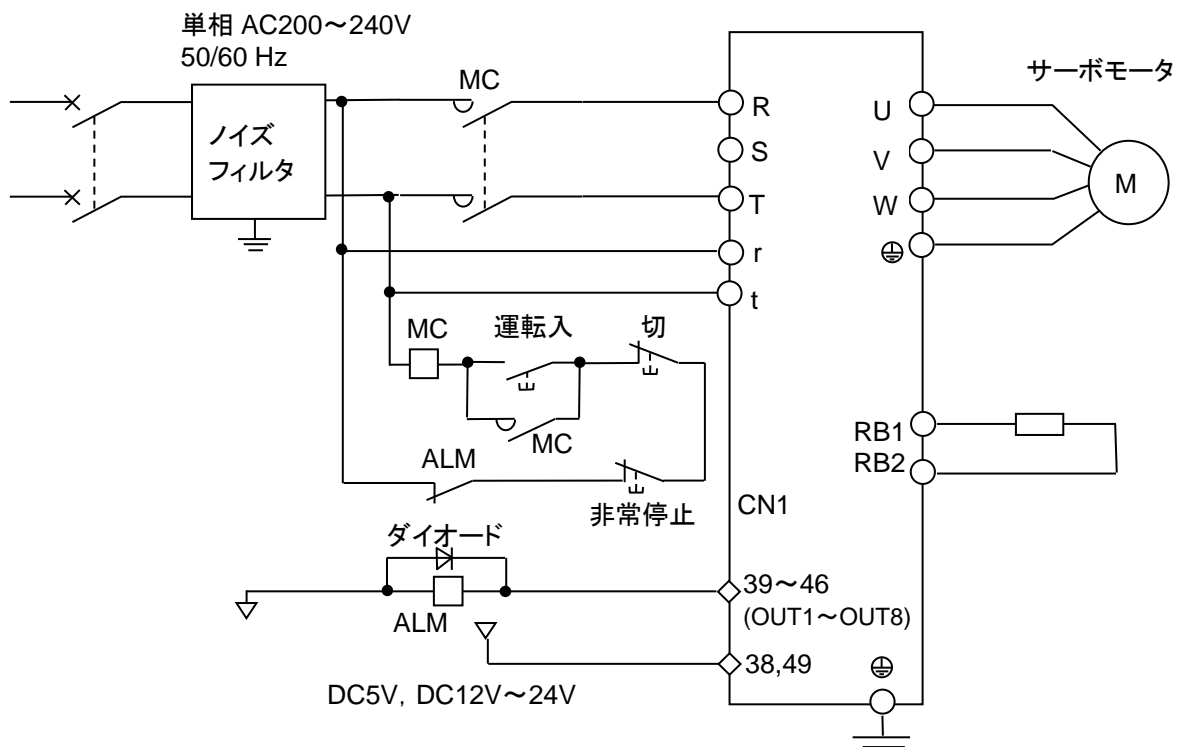 単相 AC200～240V
50/60 Hz
サーボモータ
MC
ノイズ
フィルタ
R
S
T
r
t
U
V
W
M
MC
運転入
切
MC
ALM
非常停止
RB1
RB2
CN1
ダイオード
ALM
39～46
(OUT1～OUT8)
38,49
DC5V, DC12V～24V